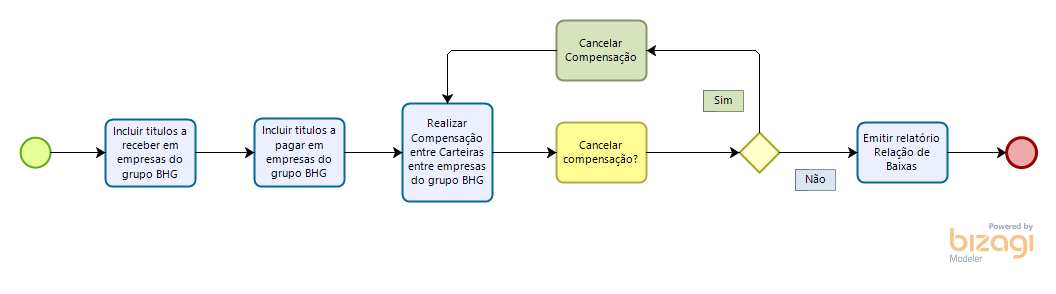 Incluir titulos a
receber em
empresas do
grupo BHG
Incluir titulos a
pagar em
empresas do
grupo BHG
Realizar
Compensação
entre Carteiras
entre empresas
do grupo BHG
Cancelar
Compensação
Cancelar
compensação?
Sim
Não
Emitir relatório
Relação de
Baixas
Powered by
bizagi
Modeler